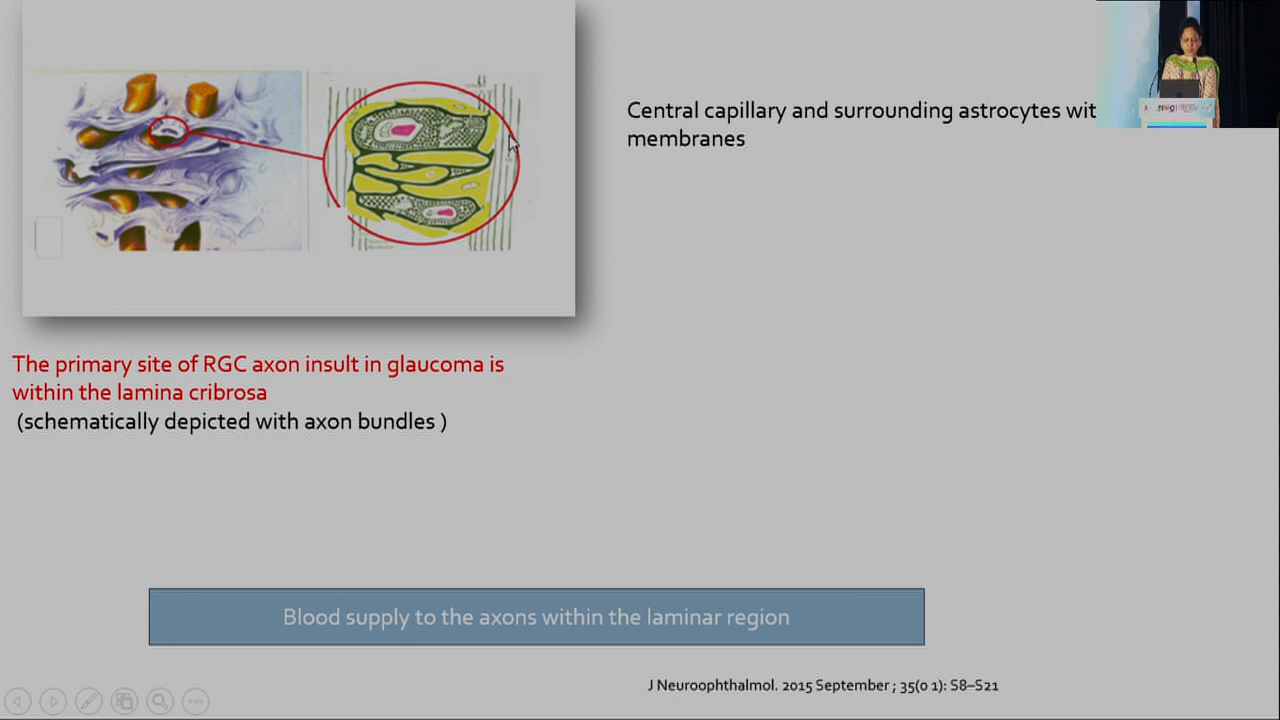 Central capillary and surrounding astrocytes wit
membranes
The primary site of RGC axon insult in glaucoma is
within the lamina cribrosa
(schematically depicted with axon bundles )
Blood supply to the axons within the laminar region
J Neuroophthalmol. 2015 September ; 35(0 1): S8–S21